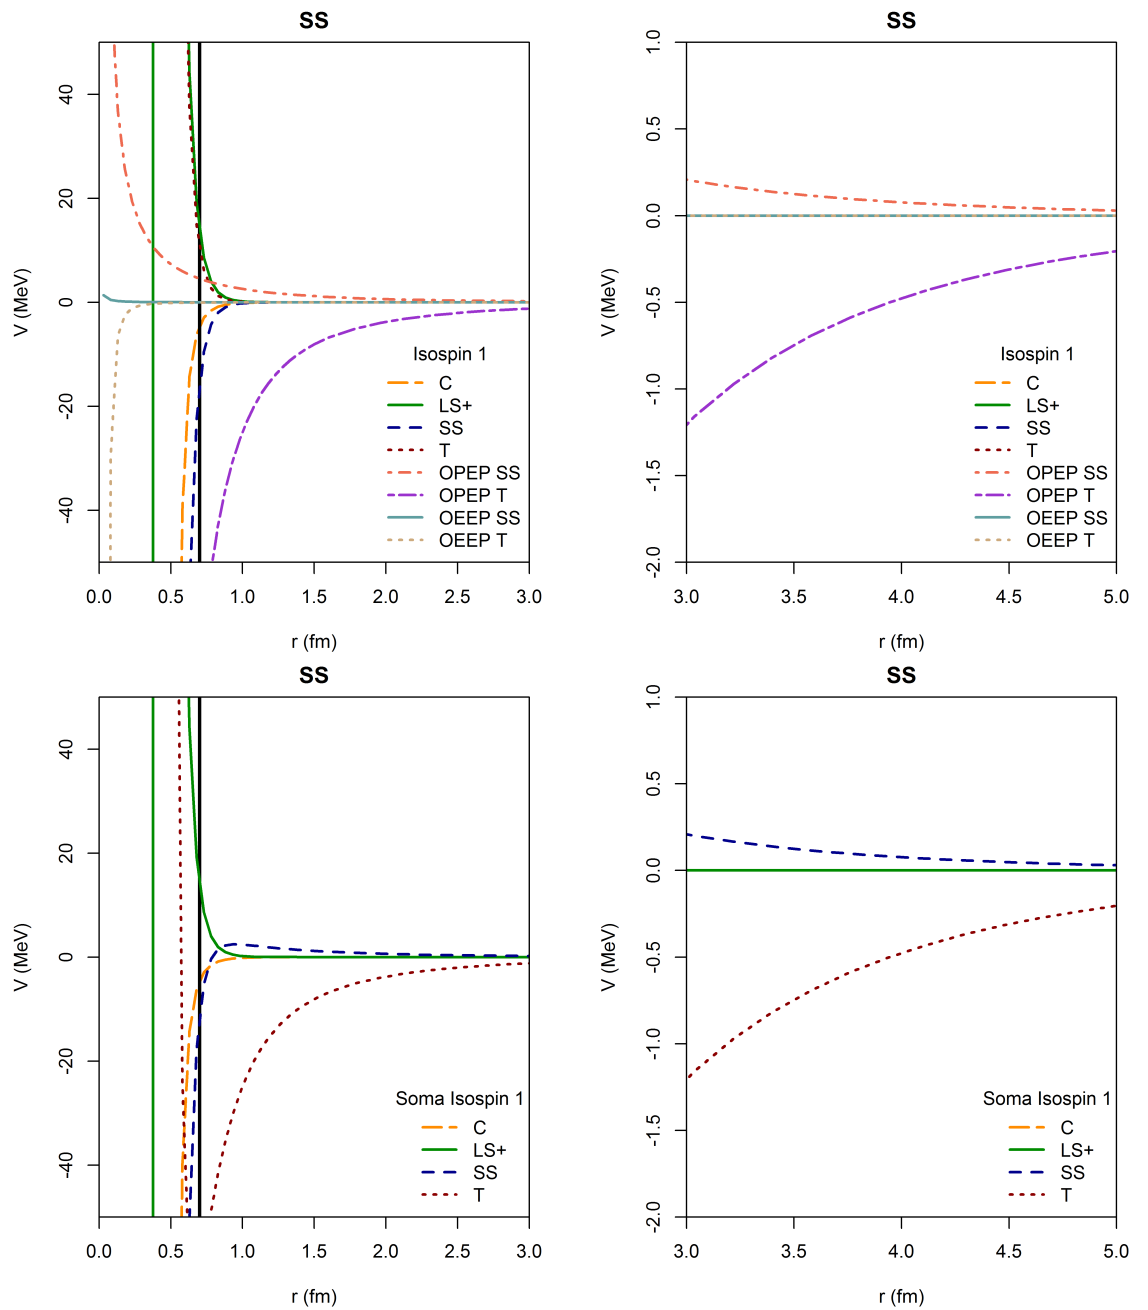 SS
V (MeV)
40
20
0
-20
-40
0.0 0.5 1.0 1.5 2.0 2.5 3.0
r (fm)
Isospin 1
C
LS+
SS
T
OPEP SS
OPEP T
OEEP SS
OEEP T
SS
V (MeV)
1.0
0.5
0.0
-0.5
-1.0
-1.5
-2.0
3.0 3.5 4.0 4.5 5.0
r (fm)
Isospin 1
C
LS+
SS
T
OPEP SS
OPEP T
OEEP SS
OEEP T
SS
V (MeV)
40
20
0
-20
-40
0.0 0.5 1.0 1.5 2.0 2.5 3.0
r (fm)
Soma Isospin 1
C
LS+
SS
T
SS
V (MeV)
1.0
0.5
0.0
-0.5
-1.0
-1.5
-2.0
3.0 3.5 4.0 4.5 5.0
r (fm)
Soma Isospin 1
C
LS+
SS
T